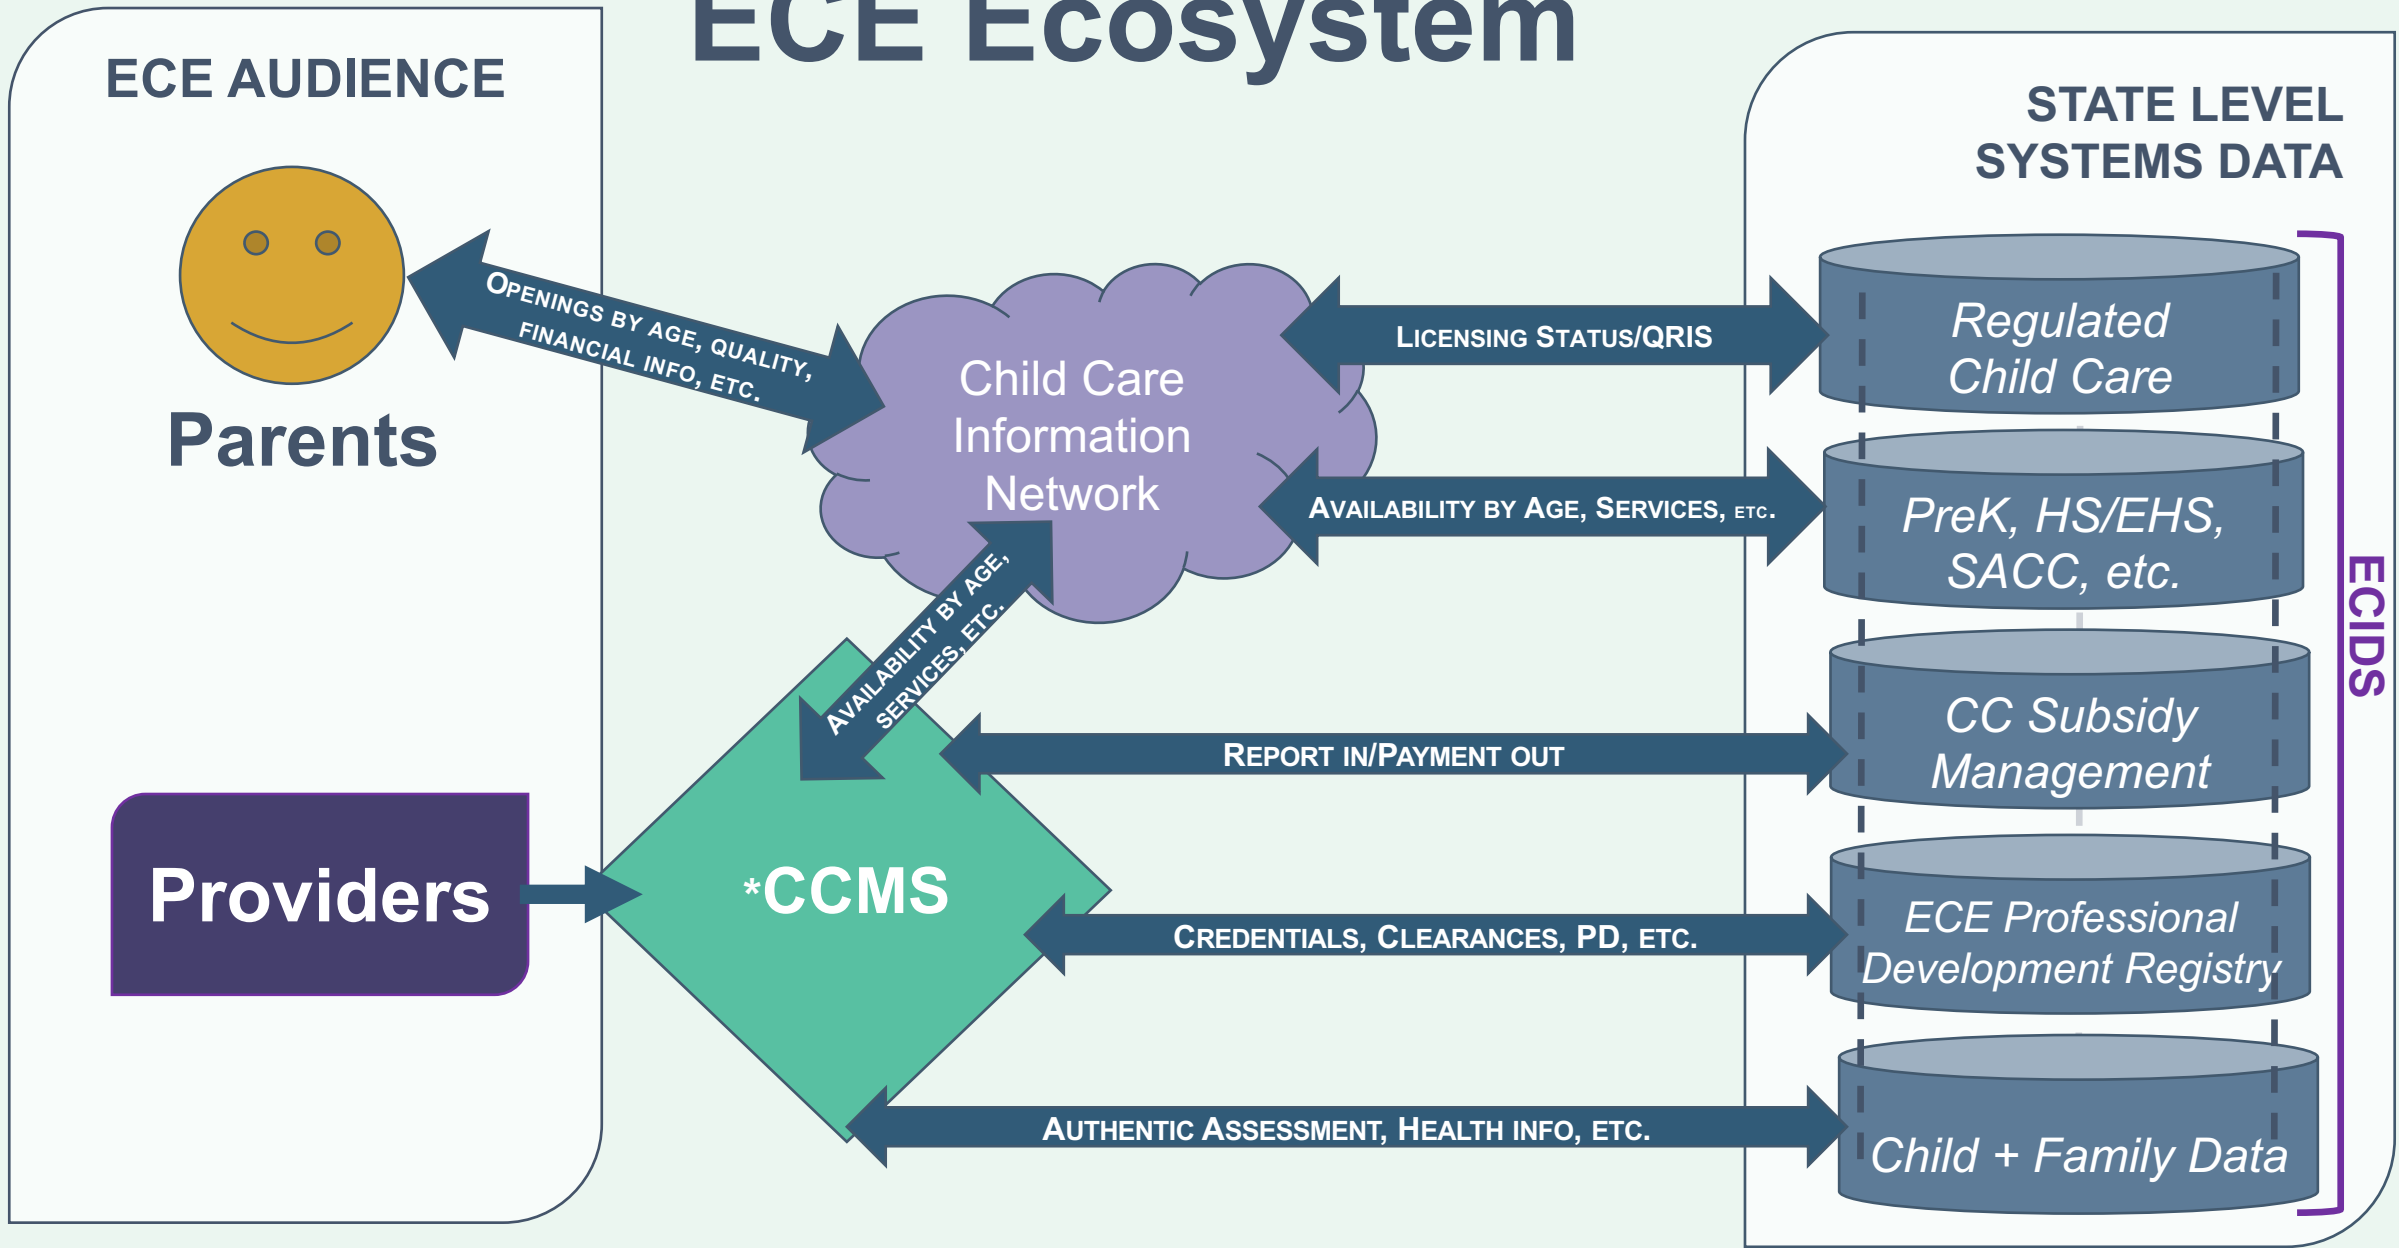 ECE Ecosystem
ECE AUDIENCE
Parents
Providers
OPENINGS BY AGE, QUALITY,
FINANCIAL INFO, ETC.
Child Care
Information
Network
AVAILABILITY BY AGE,
SERVICES, ETC.
*CCMS
LICENSING STATUS/QRIS
AVAILABILITY BY AGE, SERVICES, ETC.
REPORT IN/PAYMENT OUT
CREDENTIALS, CLEARANCES, PD, ETC.
AUTHENTIC ASSESSMENT, HEALTH INFO, ETC.
STATE LEVEL
SYSTEMS DATA
Regulated
Child Care
PreK, HS/EHS,
SACC, etc.
CC Subsidy
Management
ECE Professional
Development Registry
Child + Family Data
ECIDS